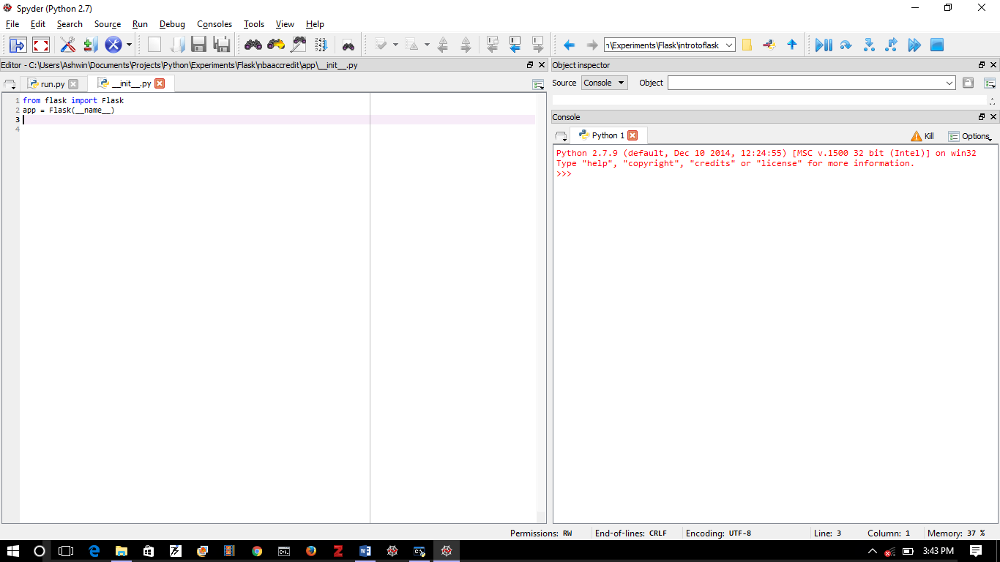 Spyder (Python 2.7)
File Edit Search Source Run Debug Consoles Tools View Help
n\Experiments\Flask\introtoflask
Editor - C:\Users\Ashwin\Documents\Projects\Python\Experiments\Flask\nbaaccredit\app\__init__.py
run.py __init__.py
1 from flask import Flask
2 app = Flask(__name__)
3
4
Object inspector
Source Console Object
Console
Python 1 Kill Options
Python 2.7.9 (default, Dec 10 2014, 12:24:55) [MSC v.1500 32 bit (Intel)] on win32
Type "help", "copyright", "credits" or "license" for more information.
>>>
Permissions: RW End-of-lines: CRLF Encoding: UTF-8 Line: 3 Column: 1 Memory: 37 %
3:43 PM